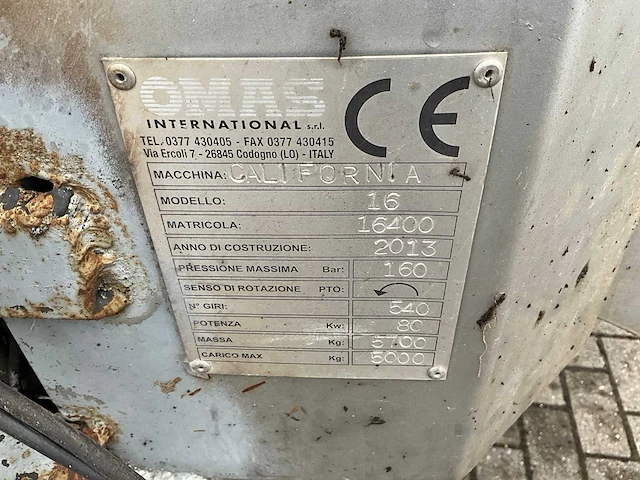 OMAS
INTERNATIONAL s.r.l.
TEL. 0377 430405 - FAX 0377 430415
Via Ercoli 7 - 26845 Codogno (LO) - ITALY
CE
MACCHINA: CALIFORNIA
MODELLO: 16
MATRICOLA: 16400
ANNO DI COSTRUZIONE: 2013
PRESSIONE MASSIMA Bar: 160
SENSO DI ROTAZIONE PTO:
N° GIRI: 540
POTENZA Kw: 80
MASSA Kg: 5700
CARICO MAX Kg: 5000